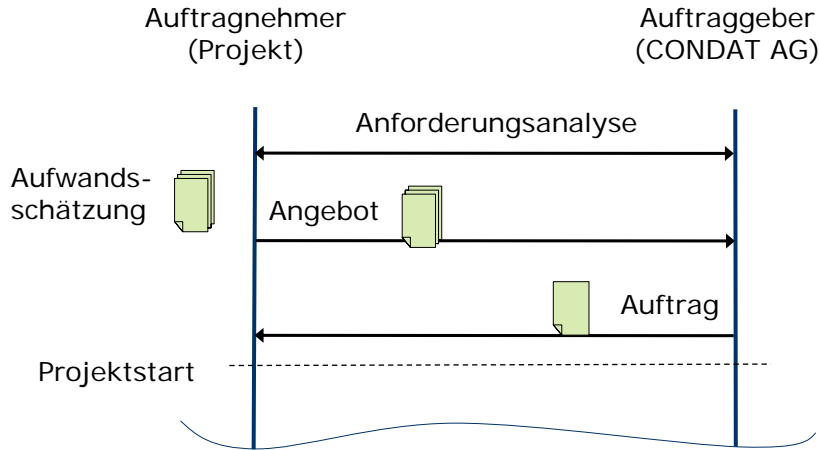 Auftragnehmer
(Projekt)
Auftraggeber
(CONDAT AG)
Anforderungsanalyse
Aufwands-
schätzung
Angebot
Auftrag
Projektstart